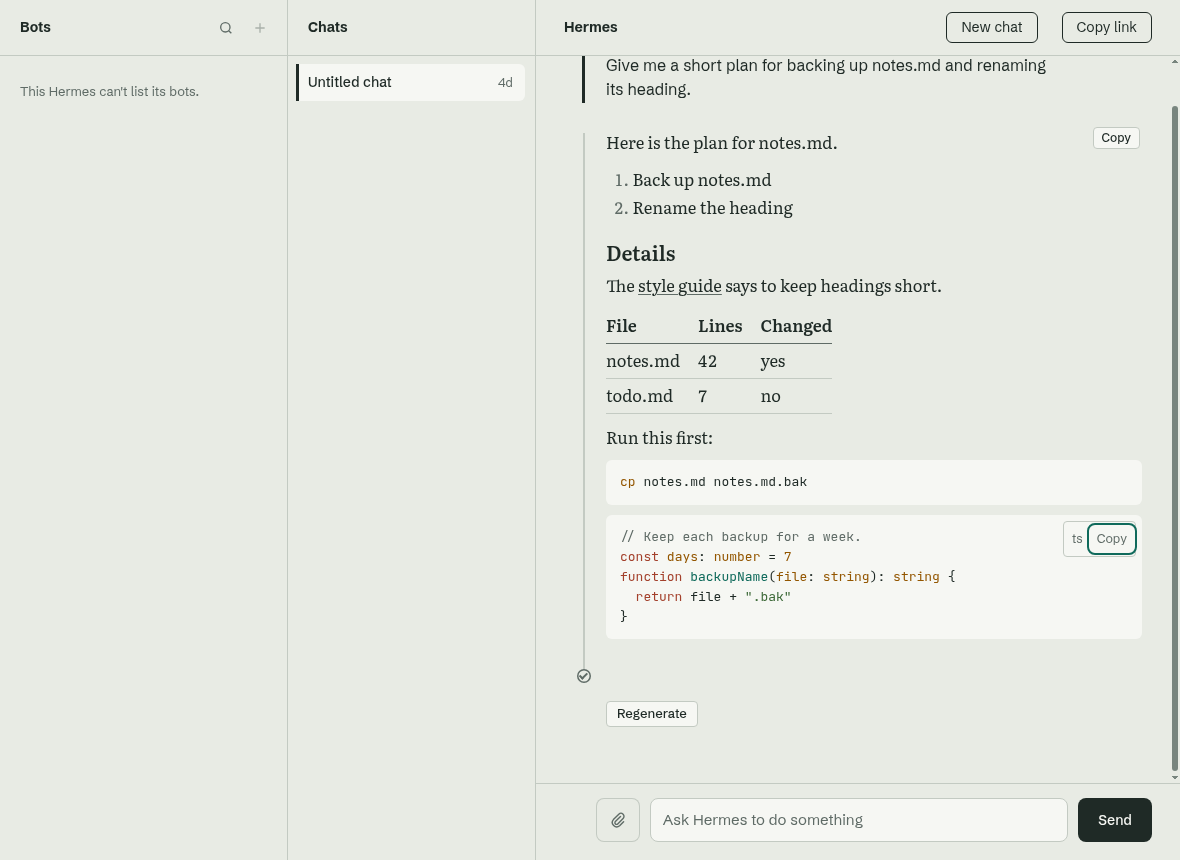 Bots
Chats
Hermes
New chat
Copy link
This Hermes can't list its bots.
Untitled chat
4d
Give me a short plan for backing up notes.md and renaming
its heading.
Copy
Here is the plan for notes.md.
1. Back up notes.md
2. Rename the heading
Details
The style guide says to keep headings short.
File Lines Changed
notes.md 42 yes
todo.md 7 no
Run this first:
cp notes.md notes.md.bak
ts Copy
// Keep each backup for a week.
const days: number = 7
function backupName(file: string): string {
  return file + ".bak"
}
Regenerate
Ask Hermes to do something
Send